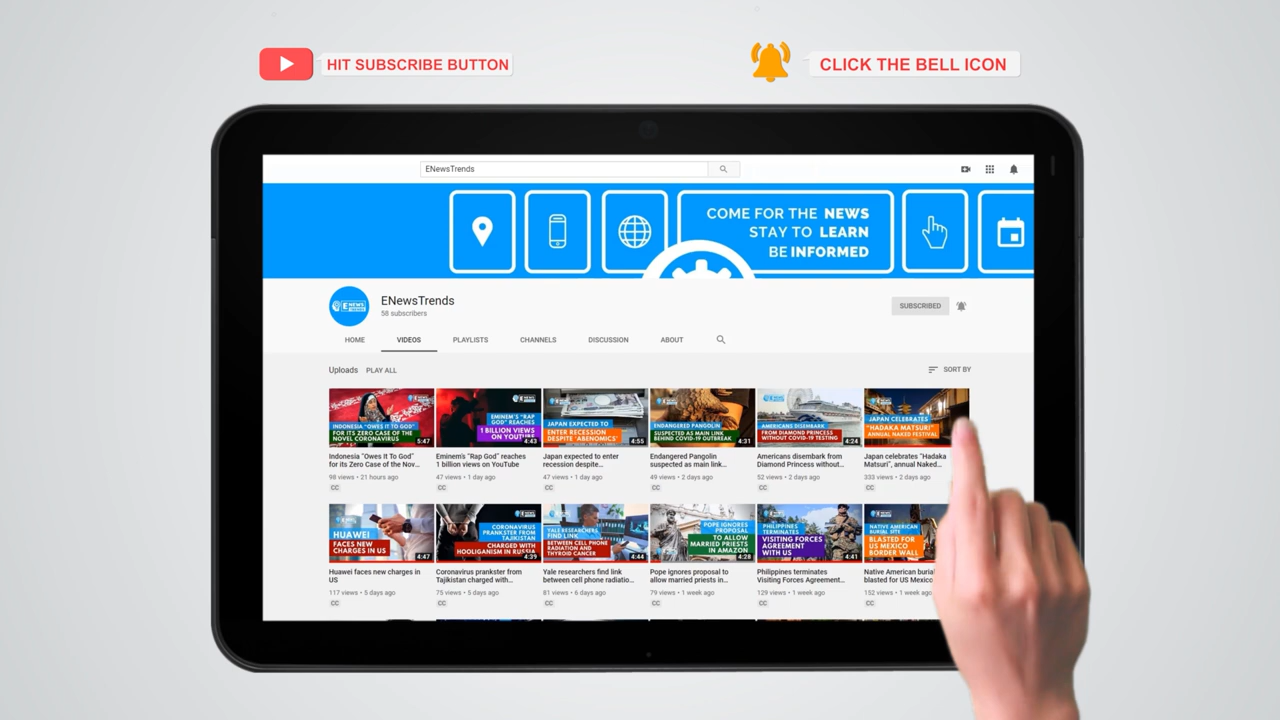 HIT SUBSCRIBE BUTTON
CLICK THE BELL ICON
ENewsTrends
COME FOR THE NEWS
STAY TO LEARN
BE INFORMED
ENewsTrends
58 subscribers
SUBSCRIBED
HOME
VIDEOS
PLAYLISTS
CHANNELS
DISCUSSION
ABOUT
Uploads
PLAY ALL
SORT BY
INDONESIA "OWES IT TO GOD"
FOR ITS ZERO CASE OF THE
NOVEL CORONAVIRUS
5:47
EMINEM'S "RAP
GOD" REACHES
1 BILLION VIEWS
ON YOUTUBE
4:43
JAPAN EXPECTED TO
ENTER RECESSION
DESPITE 'ABENOMICS'
4:55
ENDANGERED PANGOLIN
SUSPECTED AS MAIN LINK
BEHIND COVID-19 OUTBREAK
4:31
AMERICANS DISEMBARK
FROM DIAMOND PRINCESS
WITHOUT COVID-19 TESTING
4:24
JAPAN CELEBRATES
"HADAKA MATSURI"
ANNUAL NAKED FESTIVAL
Indonesia "Owes It To God"
for its Zero Case of the Nov...
98 views • 21 hours ago
CC
Eminem's "Rap God" reaches
1 billion views on YouTube
47 views • 1 day ago
CC
Japan expected to enter
recession despite...
47 views • 1 day ago
CC
Endangered Pangolin
suspected as main link...
49 views • 2 days ago
CC
Americans disembark from
Diamond Princess without...
52 views • 2 days ago
CC
Japan celebrates "Hadaka
Matsuri", annual Naked...
333 views • 2 days ago
CC
HUAWEI
FACES NEW
CHARGES IN US
4:47
CORONAVIRUS
PRANKSTER FROM
TAJIKISTAN
CHARGED WITH
HOOLIGANISM IN RUSSIA
4:39
YALE RESEARCHERS
FIND LINK
BETWEEN CELL PHONE
RADIATION AND
THYROID CANCER
4:44
POPE IGNORES
PROPOSAL
TO ALLOW
MARRIED PRIESTS
IN AMAZON
4:28
PHILIPPINES
TERMINATES
VISITING FORCES
AGREEMENT
WITH US
4:41
NATIVE AMERICAN
BURIAL SITE
BLASTED FOR
US MEXICO
BORDER WALL
Huawei faces new charges in
US
117 views • 5 days ago
CC
Coronavirus prankster from
Tajikistan charged with...
75 views • 5 days ago
CC
Yale researchers find link
between cell phone radiatio...
81 views • 6 days ago
CC
Pope ignores proposal to
allow married priests in...
79 views • 1 week ago
CC
Philippines terminates
Visiting Forces Agreement...
129 views • 1 week ago
CC
Native American burial
blasted for US Mexico
152 views • 1 week ago
CC